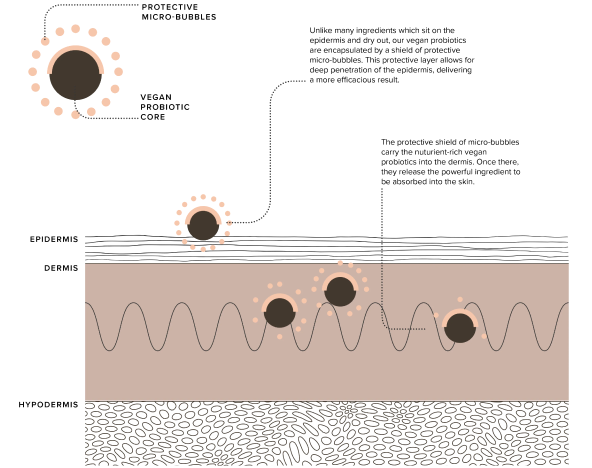 PROTECTIVE
MICRO-BUBBLES
Unlike many ingredients which sit on the
epidermis and dry out, our vegan probiotics
are encapsulated by a shield of protective
micro-bubbles. This protective layer allows for
deep penetration of the epidermis, delivering
a more efficacious result.
VEGAN
PROBIOTIC
CORE
The protective shield of micro-bubbles
carry the nuturient-rich vegan
probiotics into the dermis. Once there,
they release the powerful ingredient to
be absorbed into the skin.
EPIDERMIS
DERMIS
HYPODERMIS